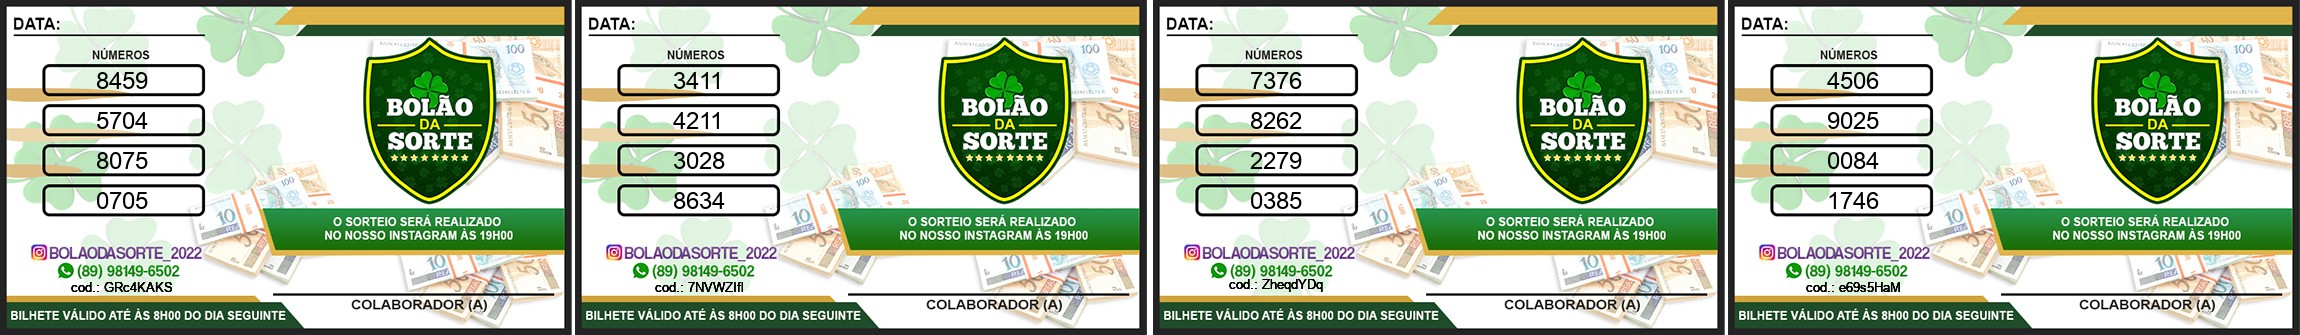 DATA:
NÚMEROS
8459
5704
8075
0705
BOLÃO
DA
SORTE
O SORTEIO SERÁ REALIZADO
NO NOSSO INSTAGRAM ÀS 19H00
BOLAODASORTE_2022
(89) 98149-6502
cod.: GRc4KAKS
COLABORADOR (A)
BILHETE VÁLIDO ATÉ ÀS 8H00 DO DIA SEGUINTE
DATA:
NÚMEROS
3411
4211
3028
8634
BOLÃO
DA
SORTE
O SORTEIO SERÁ REALIZADO
NO NOSSO INSTAGRAM ÀS 19H00
BOLAODASORTE_2022
(89) 98149-6502
cod.: 7NVWZIfl
COLABORADOR (A)
BILHETE VÁLIDO ATÉ ÀS 8H00 DO DIA SEGUINTE
DATA:
NÚMEROS
7376
8262
2279
0385
BOLÃO
DA
SORTE
O SORTEIO SERÁ REALIZADO
NO NOSSO INSTAGRAM ÀS 19H00
BOLAODASORTE_2022
(89) 98149-6502
cod.: ZheqdYDq
COLABORADOR (A)
BILHETE VÁLIDO ATÉ ÀS 8H00 DO DIA SEGUINTE
DATA:
NÚMEROS
4506
9025
0084
1746
BOLÃO
DA
SORTE
O SORTEIO SERÁ REALIZADO
NO NOSSO INSTAGRAM ÀS 19H00
BOLAODASORTE_2022
(89) 98149-6502
cod.: e69s5HaM
COLABORADOR (A)
BILHETE VÁLIDO ATÉ ÀS 8H00 DO DIA SEGUINTE